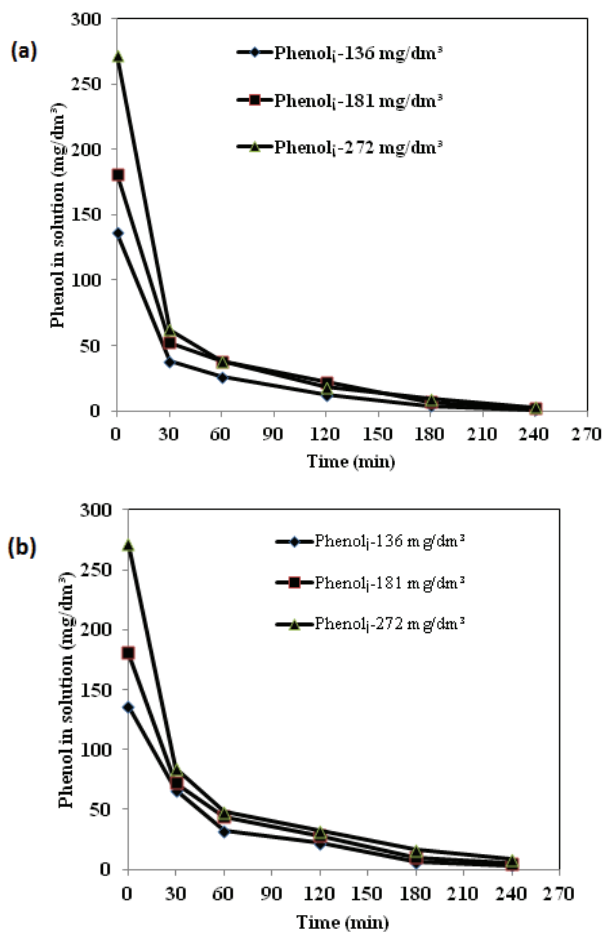 (a)
Phenol in solution (mg/dm³)
300
250
200
150
100
50
0
Phenolᵢ-136 mg/dm³
Phenolᵢ-181 mg/dm³
Phenolᵢ-272 mg/dm³
0 30 60 90 120 150 180 210 240 270
Time (min)
(b)
Phenol in solution (mg/dm³)
300
250
200
150
100
50
0
Phenolᵢ-136 mg/dm³
Phenolᵢ-181 mg/dm³
Phenolᵢ-272 mg/dm³
0 30 60 90 120 150 180 210 240 270
Time (min)